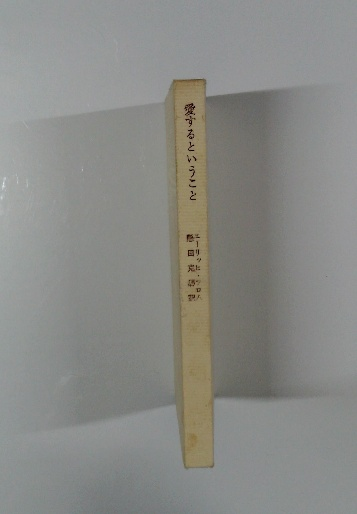 愛するということ
エーリッヒ・フロム
懸田克躬訳